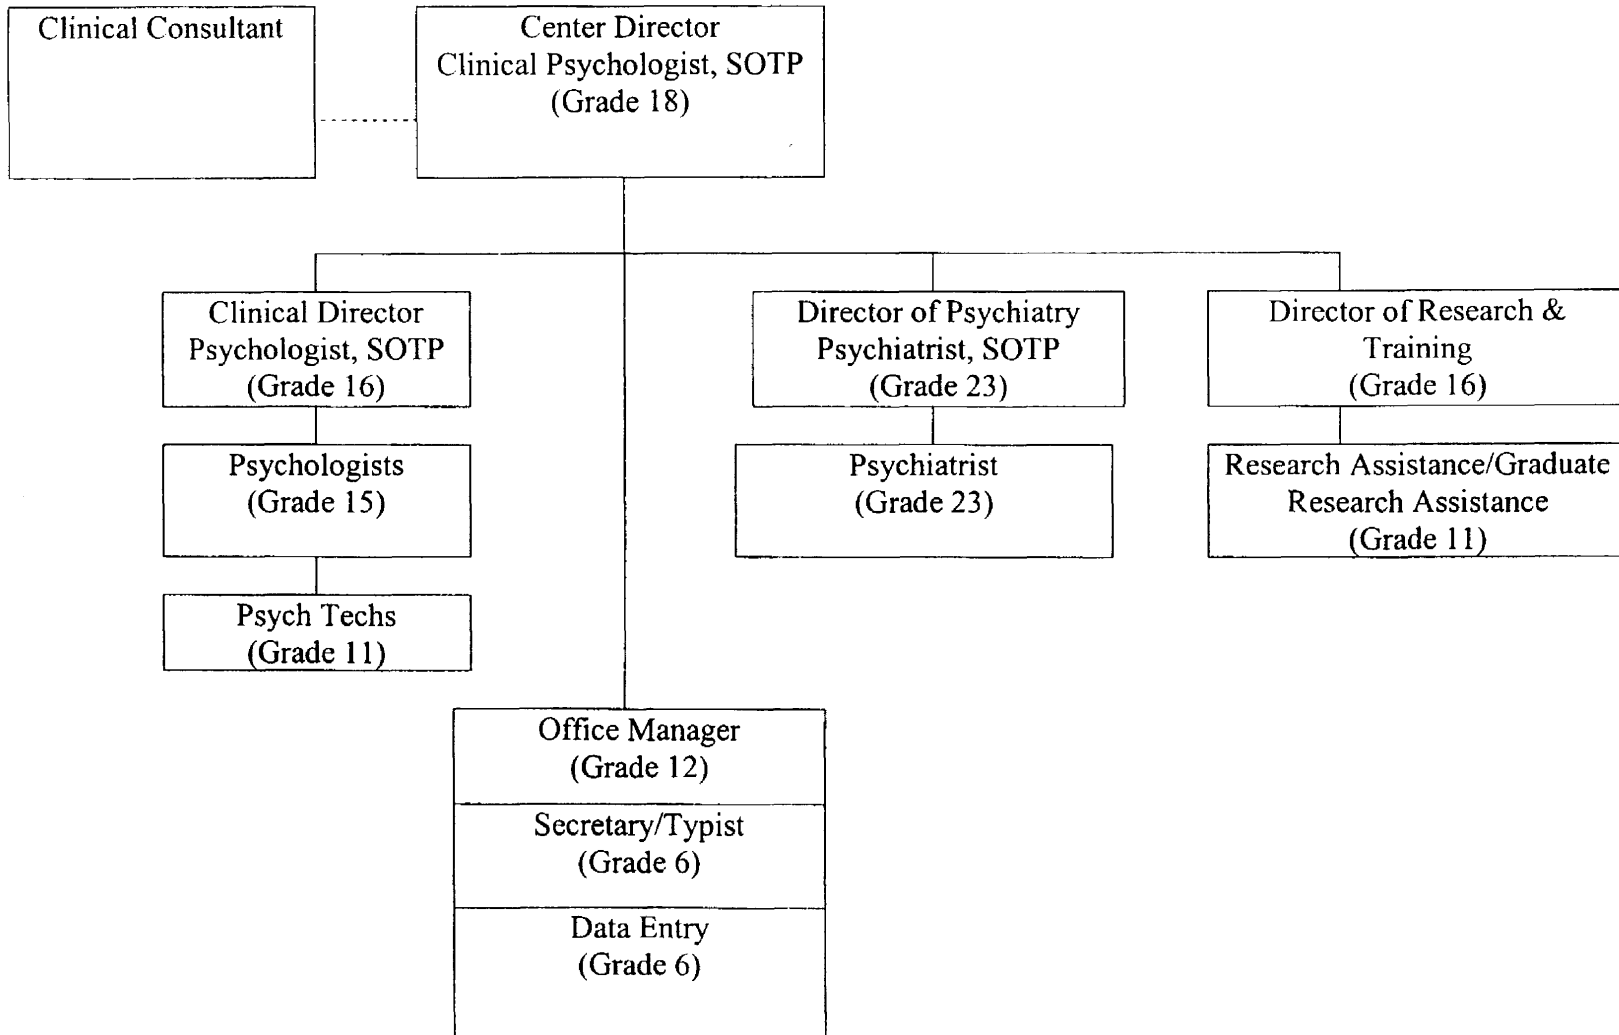 Clinical Consultant
Center Director
Clinical Psychologist, SOTP
(Grade 18)
Clinical Director
Psychologist, SOTP
(Grade 16)
Director of Psychiatry
Psychiatrist, SOTP
(Grade 23)
Director of Research &
Training
(Grade 16)
Psychologists
(Grade 15)
Psychiatrist
(Grade 23)
Research Assistance/Graduate
Research Assistance
(Grade 11)
Psych Techs
(Grade 11)
Office Manager
(Grade 12)
Secretary/Typist
(Grade 6)
Data Entry
(Grade 6)